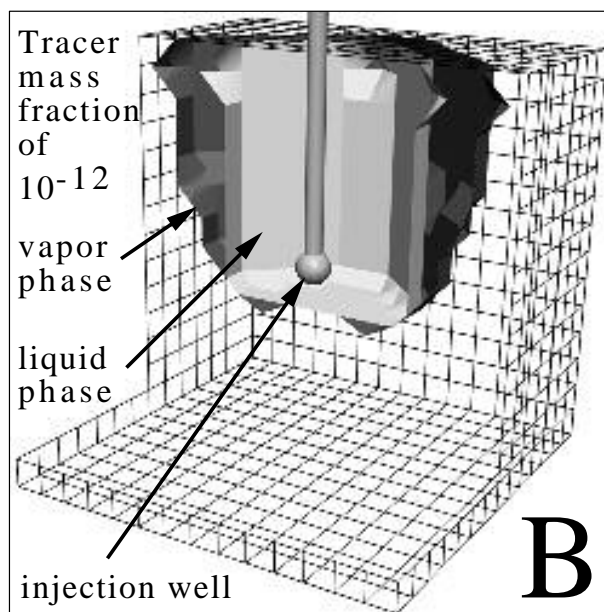 Tracer
mass
fraction
of
10-12
vapor
phase
liquid
phase
injection well
B